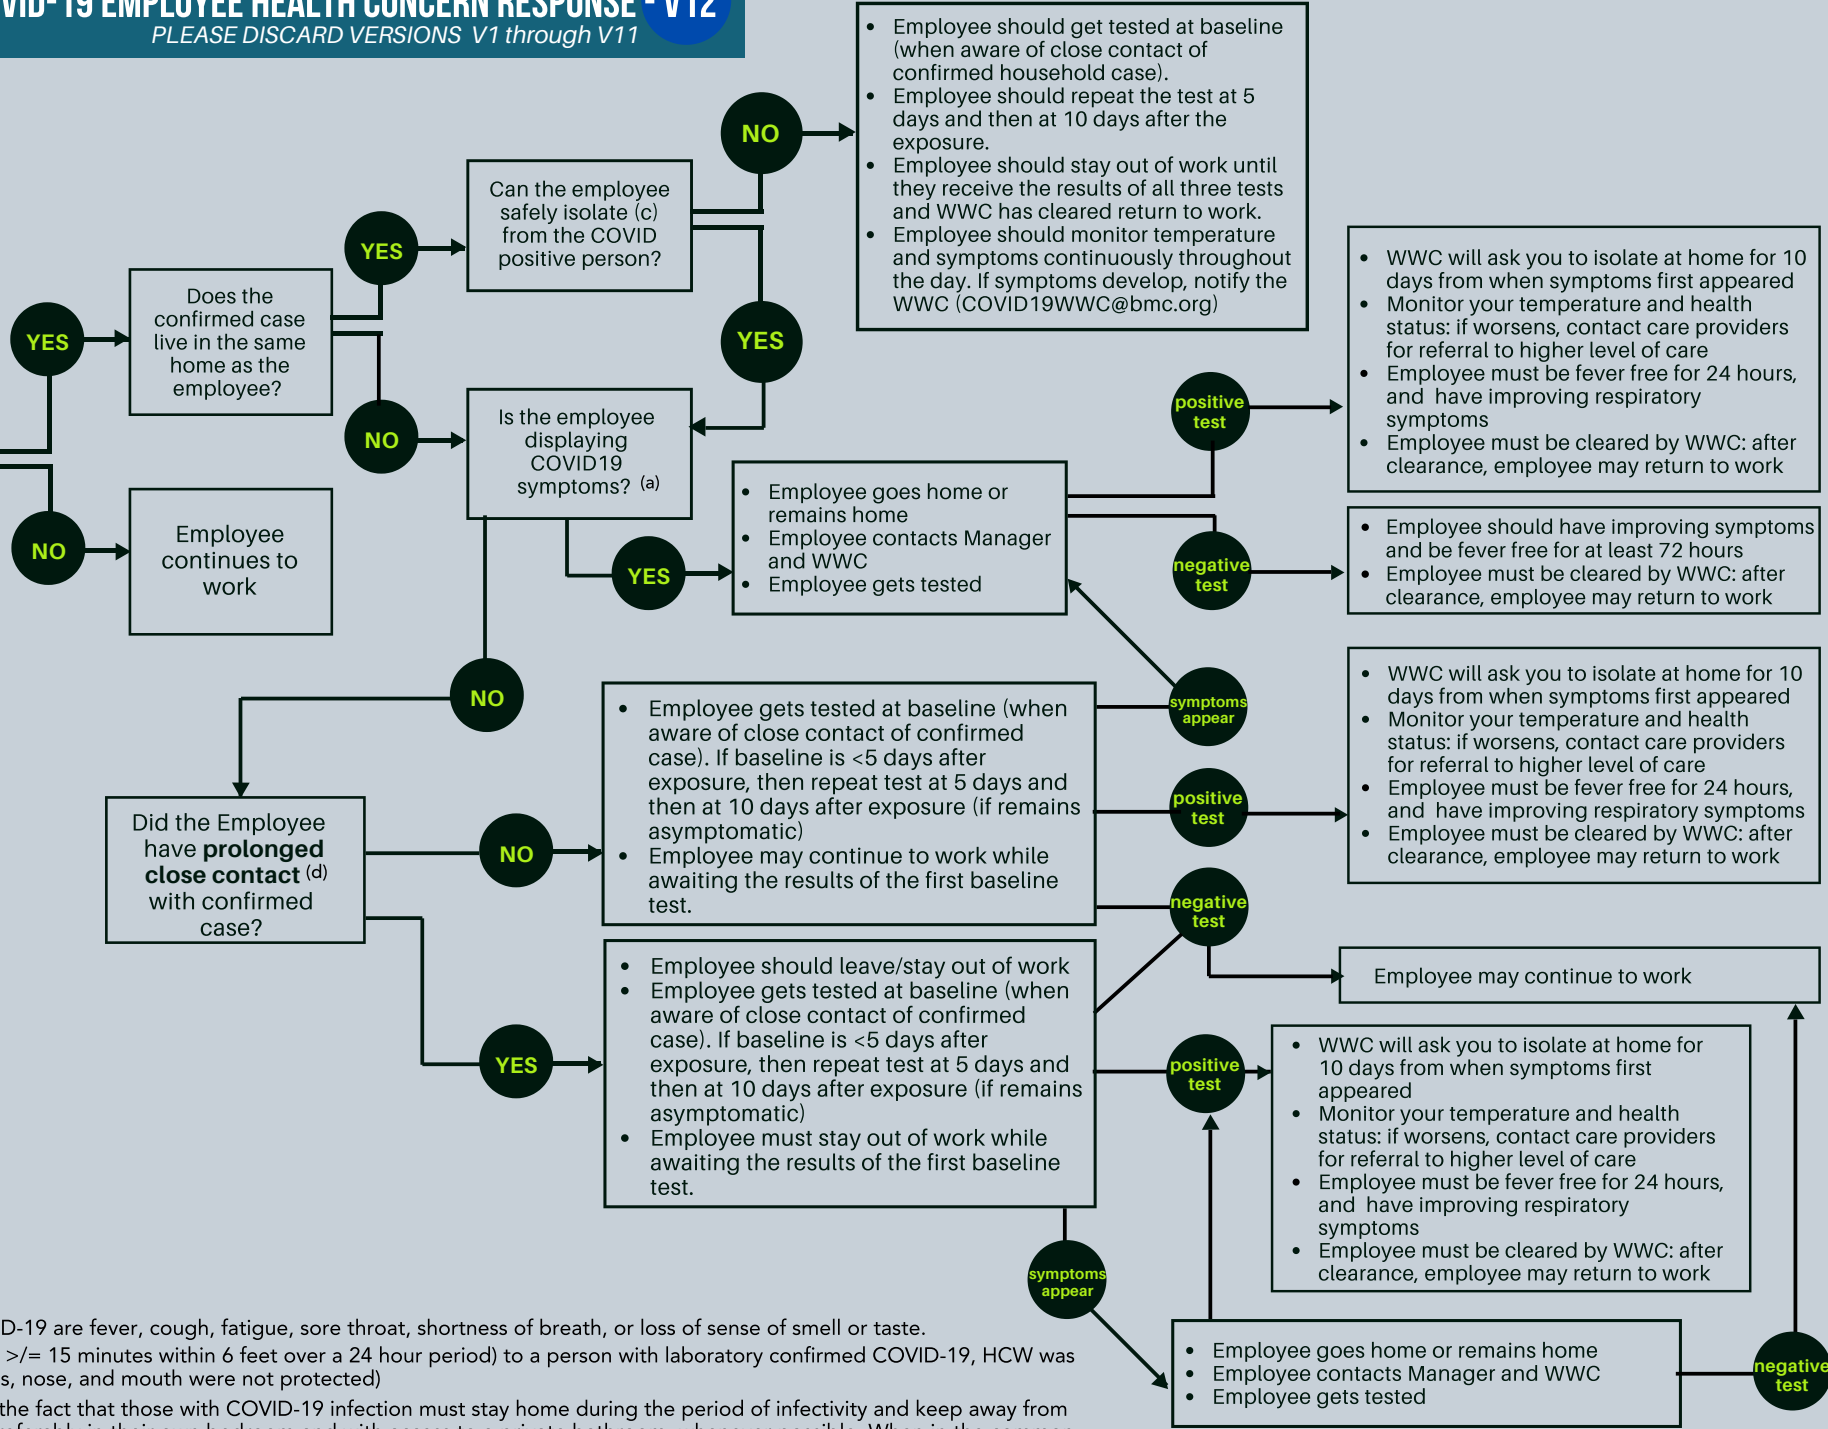 VID-19 EMPLOYEE HEALTH CONCERN RESPONSE - V12
PLEASE DISCARD VERSIONS V1 through V11
• Employee should get tested at baseline
(when aware of close contact of
confirmed household case).
• Employee should repeat the test at 5
days and then at 10 days after the
exposure.
• Employee should stay out of work until
they receive the results of all three tests
and WWC has cleared return to work.
• Employee should monitor temperature
and symptoms continuously throughout
the day. If symptoms develop, notify the
WWC (COVID19WWC@bmc.org)
NO
Can the employee
safely isolate (c)
from the COVID
positive person?
YES
YES
Does the
confirmed case
live in the same
home as the
employee?
YES
NO
Is the employee
displaying
COVID19
symptoms? (a)
NO
Employee
continues to
work
YES
• Employee goes home or
remains home
• Employee contacts Manager
and WWC
• Employee gets tested
positive
test
• WWC will ask you to isolate at home for 10
days from when symptoms first appeared
• Monitor your temperature and health
status: if worsens, contact care providers
for referral to higher level of care
• Employee must be fever free for 24 hours,
and have improving respiratory
symptoms
• Employee must be cleared by WWC: after
clearance, employee may return to work
negative
test
• Employee should have improving symptoms
and be fever free for at least 72 hours
• Employee must be cleared by WWC: after
clearance, employee may return to work
NO
Did the Employee
have prolonged
close contact (d)
with confirmed
case?
NO
• Employee gets tested at baseline (when
aware of close contact of confirmed
case). If baseline is <5 days after
exposure, then repeat test at 5 days and
then at 10 days after exposure (if remains
asymptomatic)
• Employee may continue to work while
awaiting the results of the first baseline
test.
symptoms
appear
positive
test
• WWC will ask you to isolate at home for 10
days from when symptoms first appeared
• Monitor your temperature and health
status: if worsens, contact care providers
for referral to higher level of care
• Employee must be fever free for 24 hours,
and have improving respiratory symptoms
• Employee must be cleared by WWC: after
clearance, employee may return to work
negative
test
Employee may continue to work
YES
• Employee should leave/stay out of work
• Employee gets tested at baseline (when
aware of close contact of confirmed
case). If baseline is <5 days after
exposure, then repeat test at 5 days and
then at 10 days after exposure (if remains
asymptomatic)
• Employee must stay out of work while
awaiting the results of the first baseline
test.
positive
test
• WWC will ask you to isolate at home for
10 days from when symptoms first
appeared
• Monitor your temperature and health
status: if worsens, contact care providers
for referral to higher level of care
• Employee must be fever free for 24 hours,
and have improving respiratory
symptoms
• Employee must be cleared by WWC: after
clearance, employee may return to work
symptoms
appear
• Employee goes home or remains home
• Employee contacts Manager and WWC
• Employee gets tested
negative
test
D-19 are fever, cough, fatigue, sore throat, shortness of breath, or loss of sense of smell or taste.
>/= 15 minutes within 6 feet over a 24 hour period) to a person with laboratory confirmed COVID-19, HCW was
s, nose, and mouth were not protected)
the fact that those with COVID-19 infection must stay home during the period of infectivity and keep away from